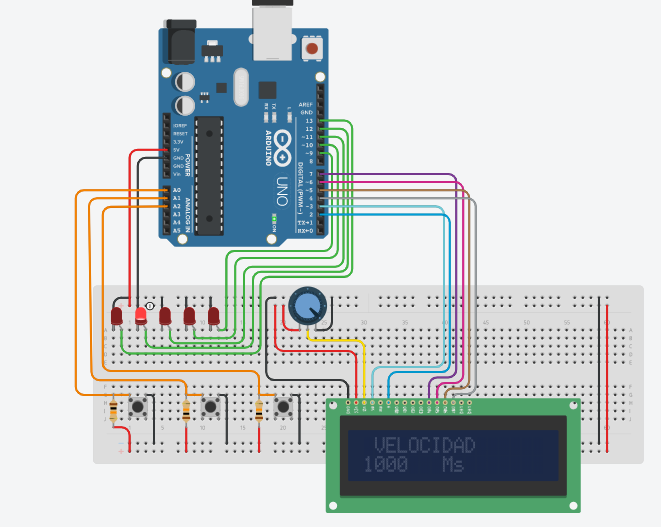 AREF
GND
13
12
~11
~10
~9
7
~6
~5
4
~3
2
TX→1
RX←0
DIGITAL (PWM~)
IOREF
RESET
3.3V
5V
GND
GND
Vin
POWER
A0
A1
A2
A3
A4
A5
ANALOG IN
TX
RX
L
ARDUINO
UNO
ON
VELOCIDAD
1000 Ms